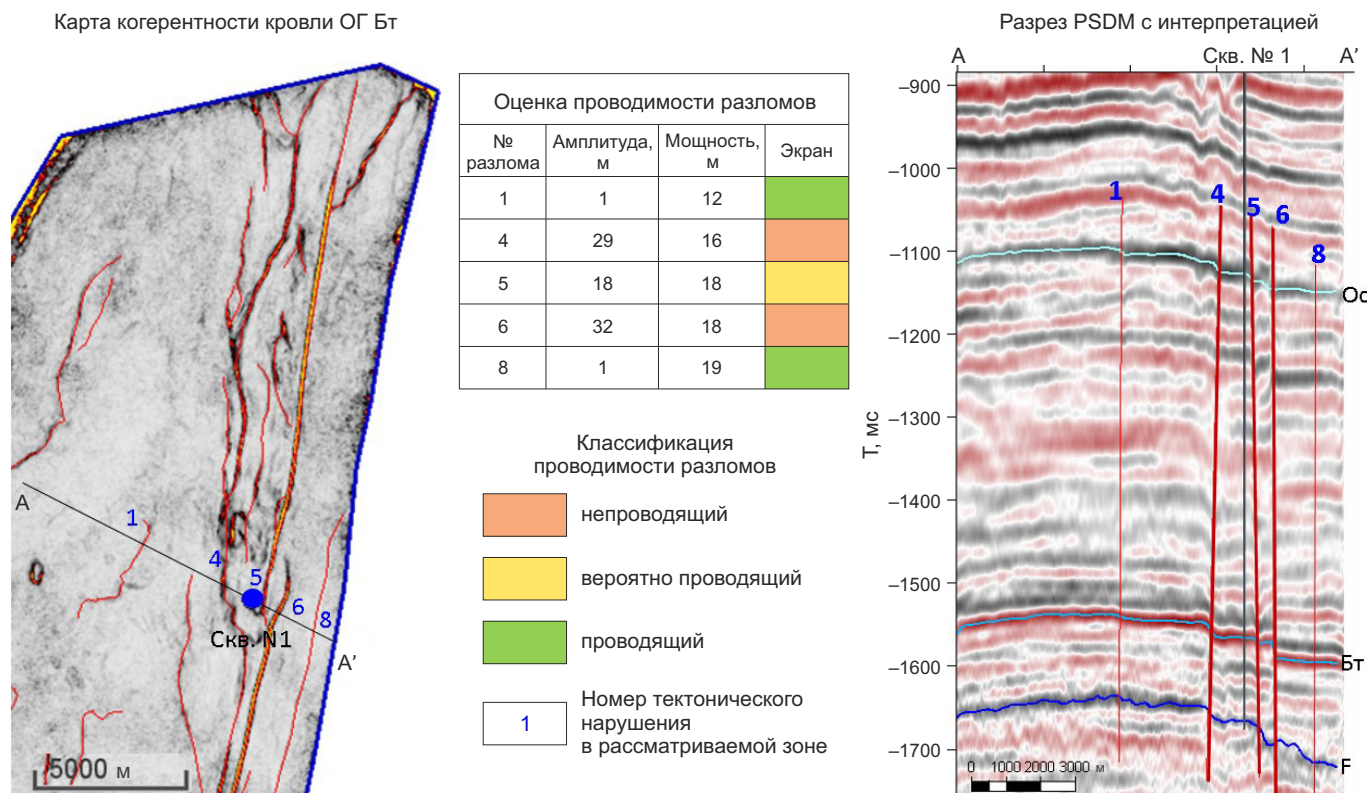 Карта когерентности кровли ОГ Бт
A
1
4
5
6
8
Скв. N1
A'
5000 м
Оценка проводимости разломов
№ разлома
Амплитуда, м
Мощность, м
Экран
1 1 12
4 29 16
5 18 18
6 32 18
8 1 19
Классификация
проводимости разломов
непроводящий
вероятно проводящий
проводящий
1
Номер тектонического
нарушения
в рассматриваемой зоне
Разрез PSDM с интерпретацией
A
Скв. № 1
A'
T, мс
–900
–1000
–1100
–1200
–1300
–1400
–1500
–1600
–1700
1
4
5
6
8
Oc
Бт
F
0 1000 2000 3000 м